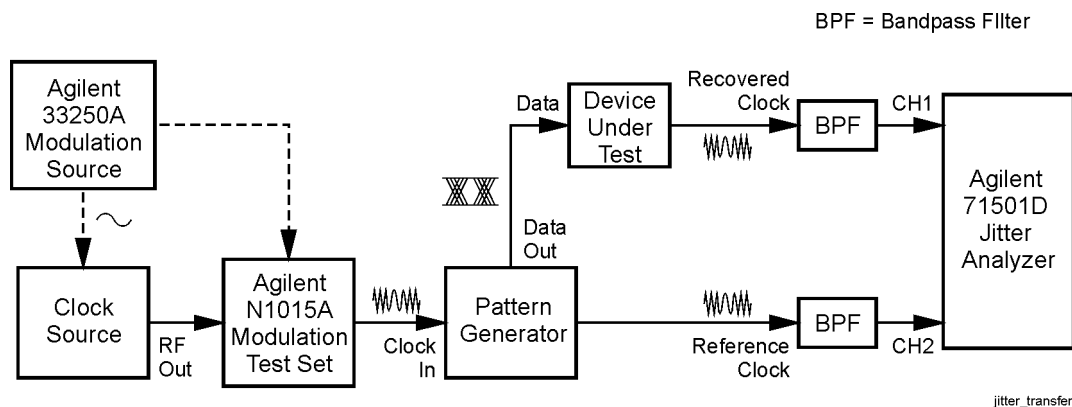 BPF = Bandpass FIlter
Agilent
33250A
Modulation
Source
Data
Device
Under
Test
Recovered
Clock
BPF
CH1
Agilent
71501D
Jitter
Analyzer
Data
Out
Clock
Source
RF
Out
Agilent
N1015A
Modulation
Test Set
Clock
In
Pattern
Generator
Reference
Clock
BPF
CH2
jitter_transfer